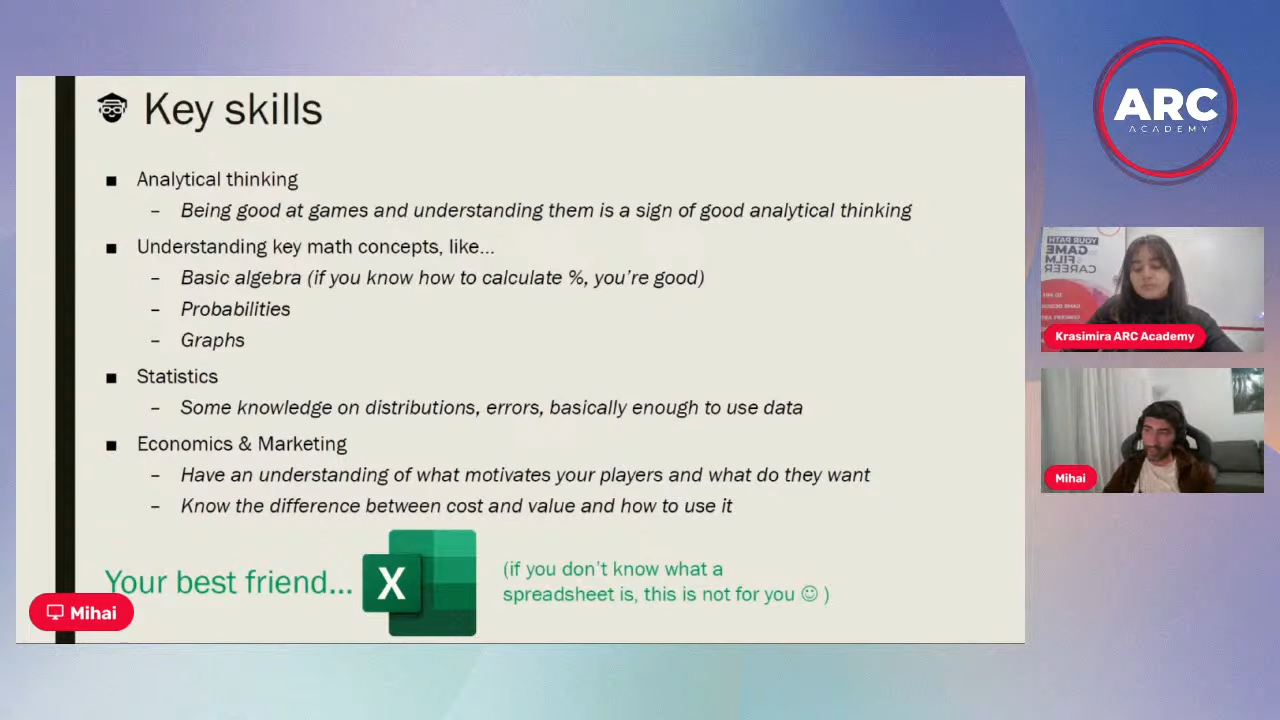 Key skills
■ Analytical thinking
– Being good at games and understanding them is a sign of good analytical thinking
■ Understanding key math concepts, like...
– Basic algebra (if you know how to calculate %, you're good)
– Probabilities
– Graphs
■ Statistics
– Some knowledge on distributions, errors, basically enough to use data
■ Economics & Marketing
– Have an understanding of what motivates your players and what do they want
– Know the difference between cost and value and how to use it
Your best friend...
X
(if you don't know what a
spreadsheet is, this is not for you ☺ )
Mihai
ARC
ACADEMY
YOUR PATH
GAME
FILM
CAREER
Krasimira ARC Academy
Mihai